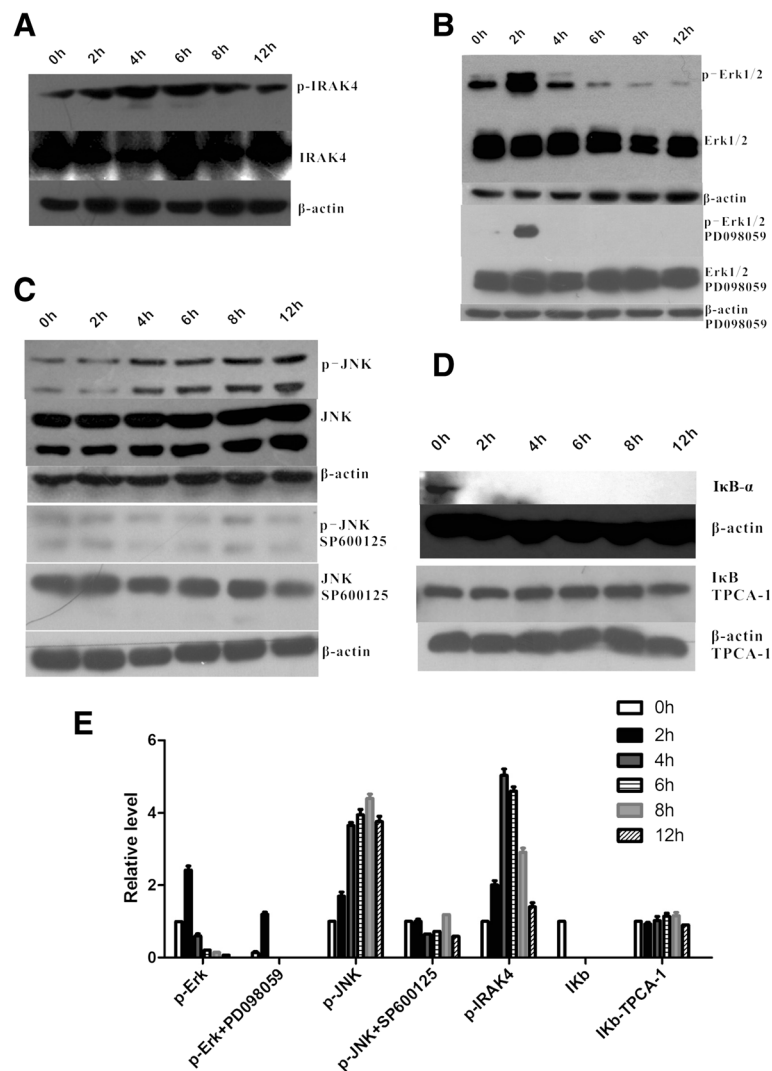 A
0h 2h 4h 6h 8h 12h
p-IRAK4
IRAK4
β-actin
B
0h 2h 4h 6h 8h 12h
p-Erk1/2
Erk1/2
β-actin
p-Erk1/2
PD098059
Erk1/2
PD098059
β-actin
PD098059
C
0h 2h 4h 6h 8h 12h
p-JNK
JNK
β-actin
p-JNK
SP600125
JNK
SP600125
β-actin
D
0h 2h 4h 6h 8h 12h
IκB-α
β-actin
IκB
TPCA-1
β-actin
TPCA-1
E
Relative level
6
4
2
0
p-Erk
p-Erk+PD098059
p-JNK
p-JNK+SP600125
p-IRAK4
IKb
IKb-TPCA-1
0h
2h
4h
6h
8h
12h